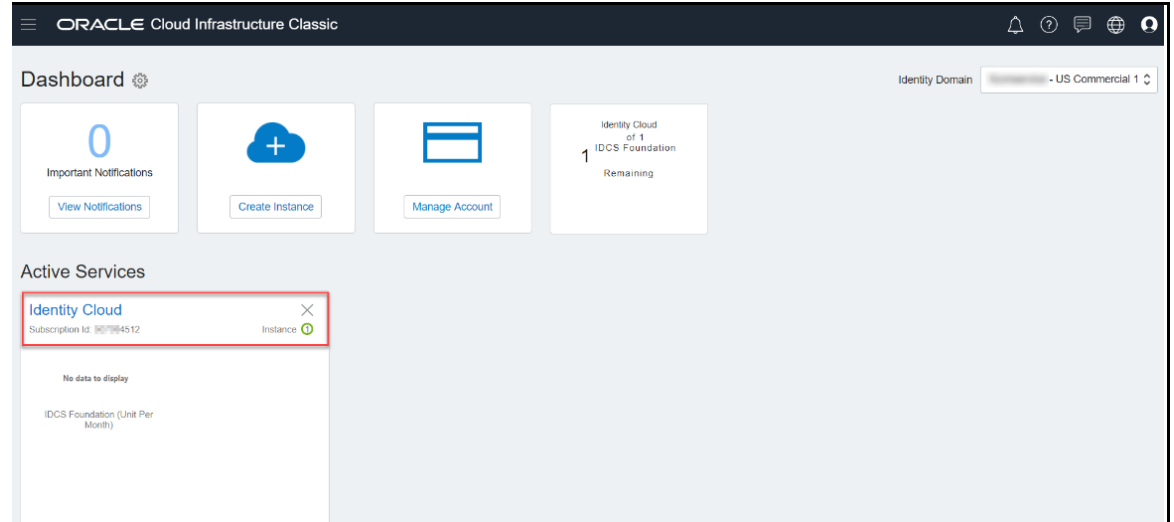 ORACLE Cloud Infrastructure Classic
Dashboard
Identity Domain
- US Commercial 1
0
Important Notifications
View Notifications
Create Instance
Manage Account
Identity Cloud
of 1
1 IDCS Foundation
Remaining
Active Services
Identity Cloud
Subscription Id: 4512
Instance 1
No data to display
IDCS Foundation (Unit Per
Month)